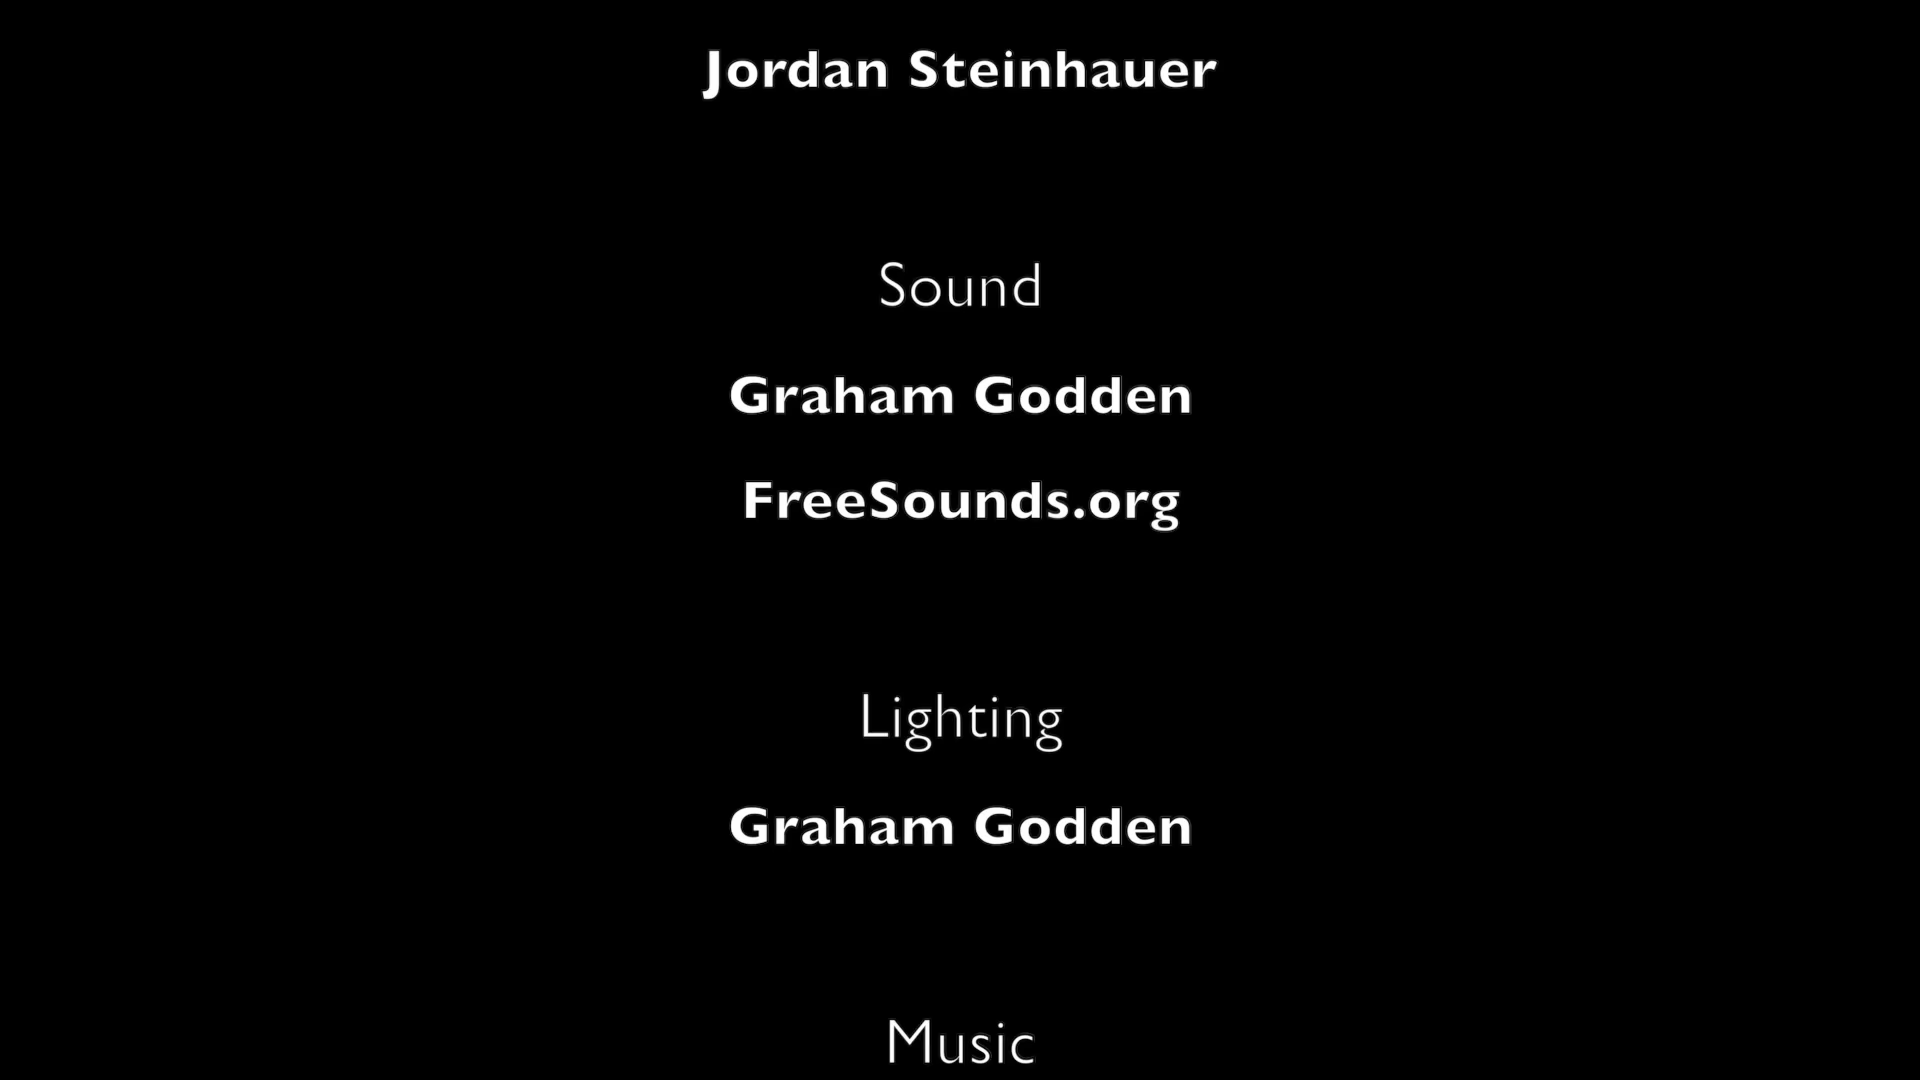 Jordan Steinhauer
Sound
Graham Godden
FreeSounds.org
Lighting
Graham Godden
Music